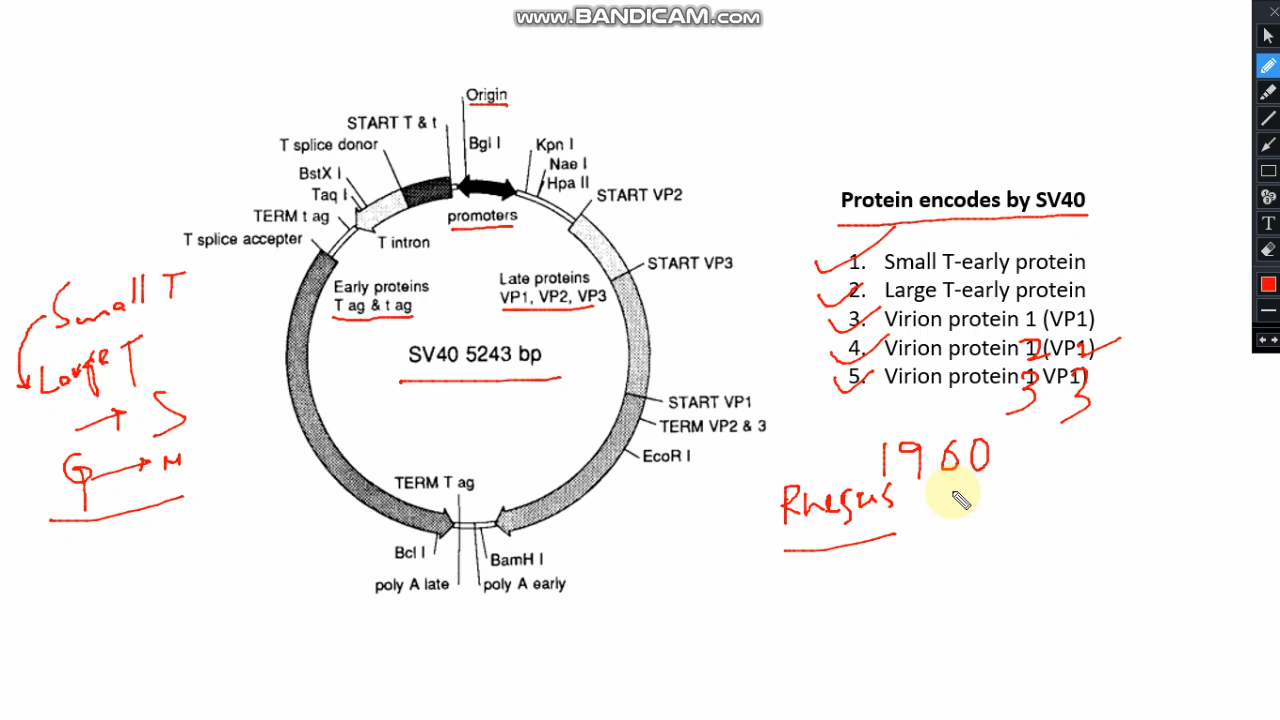 www.BANDICAM.com
Origin
START T & t
Bgl I
T splice donor
Kpn I
Nae I
BstX I
Hpa II
Taq I
START VP2
TERM t ag
promoters
T splice accepter
T intron
START VP3
Early proteins
T ag & t ag
Late proteins
VP1, VP2, VP3
SV40 5243 bp
START VP1
TERM VP2 & 3
EcoR I
TERM T ag
Bcl I
BamH I
poly A late
poly A early
Protein encodes by SV40
1. Small T-early protein
2. Large T-early protein
3. Virion protein 1 (VP1)
4. Virion protein 1 (VP1)
2 2
5. Virion protein 1 VP1)
3 3
1960
Rhesus
Small T
Large T
→ S
G → M
T